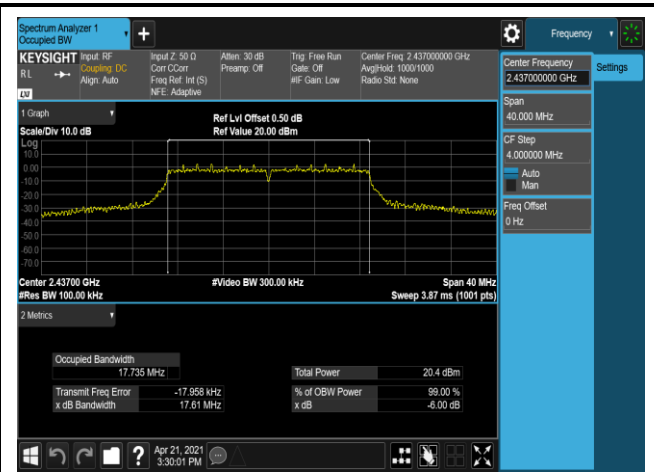 Spectrum Analyzer 1
Occupied BW
+
Frequency
KEYSIGHT
RL
LXI
Input: RF
Coupling: DC
Align: Auto
Input Z: 50 Ω
Corr CCorr
Freq Ref: Int (S)
NFE: Adaptive
Atten: 30 dB
Preamp: Off
Trig: Free Run
Gate: Off
#IF Gain: Low
Center Freq: 2.437000000 GHz
Avg|Hold: 1000/1000
Radio Std: None
Center Frequency
2.437000000 GHz
Settings
Span
40.000 MHz
CF Step
4.000000 MHz
Auto
Man
Freq Offset
0 Hz
1 Graph
Scale/Div 10.0 dB
Ref Lvl Offset 0.50 dB
Ref Value 20.00 dBm
Log
10.0
0.00
-10.0
-20.0
-30.0
-40.0
-50.0
-60.0
-70.0
Center 2.43700 GHz
#Res BW 100.00 kHz
#Video BW 300.00 kHz
Span 40 MHz
Sweep 3.87 ms (1001 pts)
2 Metrics
Occupied Bandwidth
17.735 MHz
Total Power 20.4 dBm
Transmit Freq Error -17.958 kHz
% of OBW Power 99.00 %
x dB Bandwidth 17.61 MHz
x dB -6.00 dB
?
Apr 21, 2021
3:30:01 PM